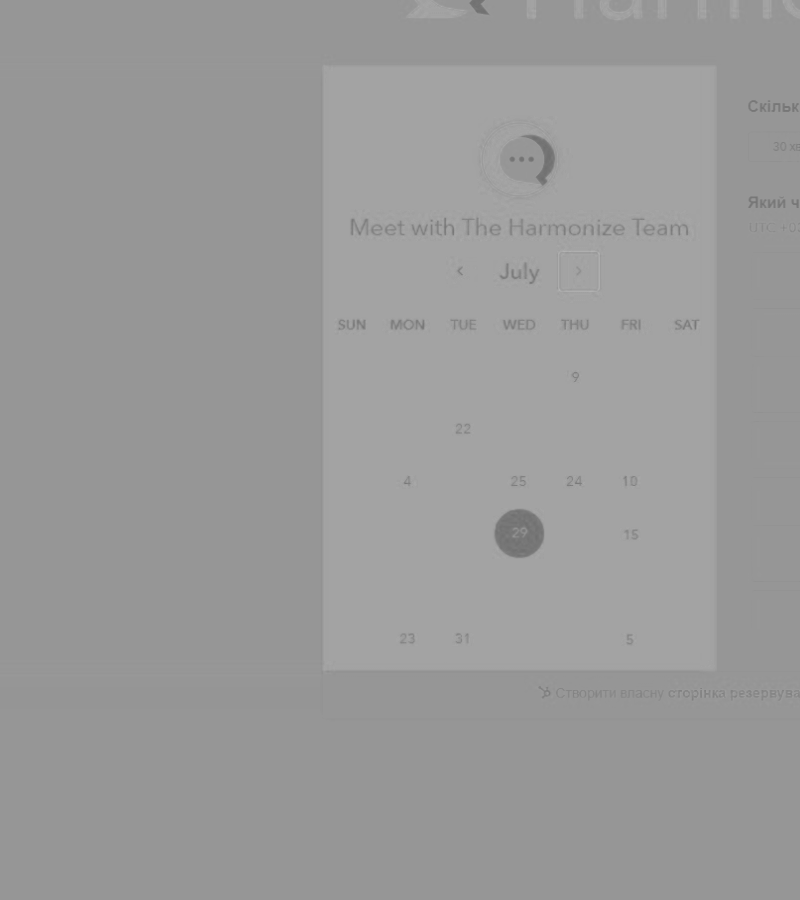 Harmo
Meet with The Harmonize Team
July
SUN MON TUE WED THU FRI SAT
9
22
4 25 24 10
29 15
23 31 5
Скільк
30 хв
Який ч
UTC +03
Створити власну сторінка резервува